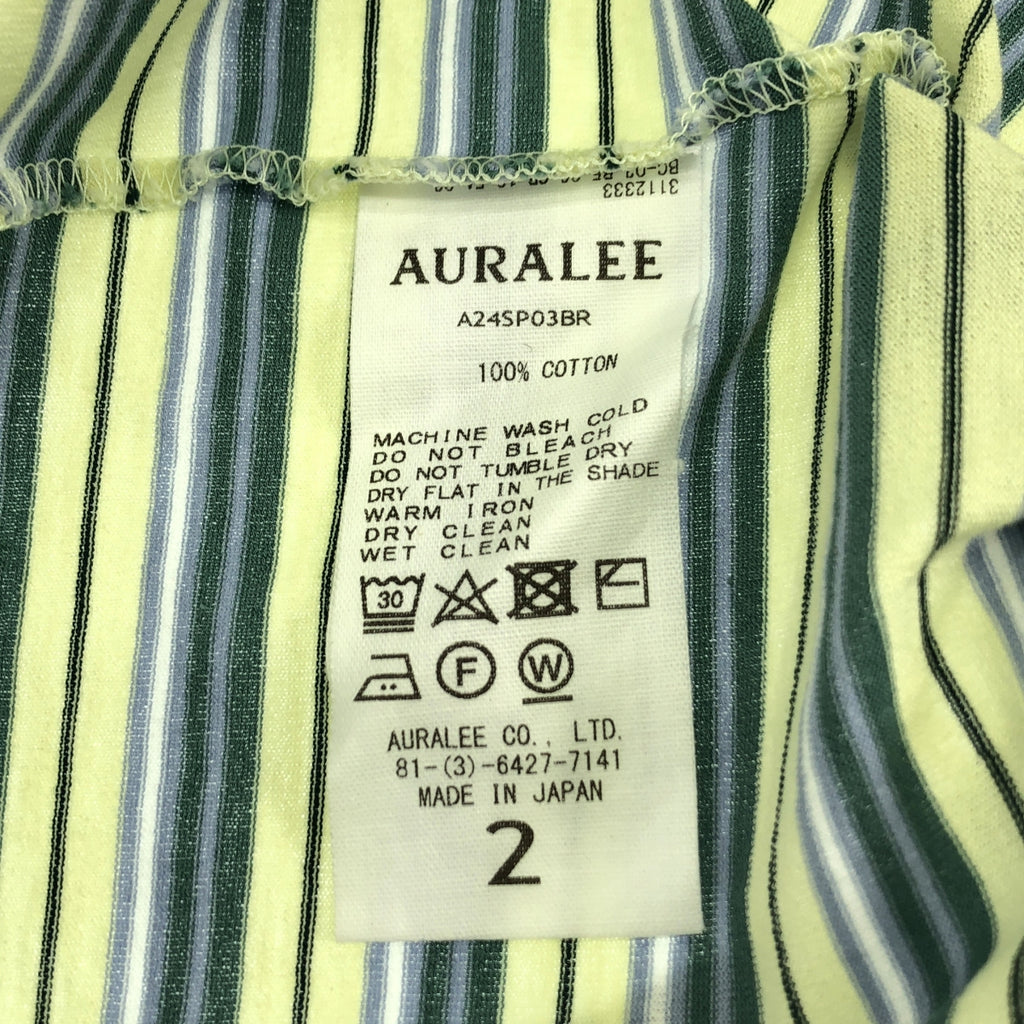 3112333
AURALEE
A24SP03BR
100% COTTON
MACHINE WASH COLD
DO NOT BLEACH
DO NOT TUMBLE DRY
DRY FLAT IN THE SHADE
WARM IRON
DRY CLEAN
WET CLEAN
30
F W
AURALEE CO., LTD.
81-(3)-6427-7141
MADE IN JAPAN
2